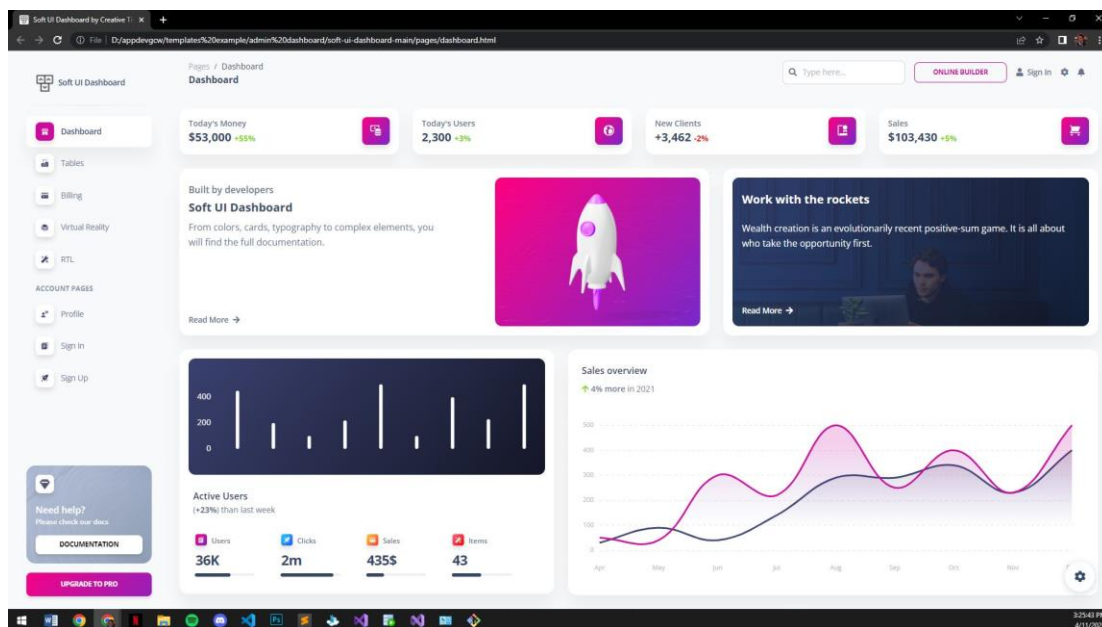 Soft UI Dashboard by Creative Ti
File | D:/appdevgcw/templates%20example/admin%20dashboard/soft-ui-dashboard-main/pages/dashboard.html
Soft UI Dashboard
Pages / Dashboard
Dashboard
Type here...
ONLINE BUILDER
Sign In
Dashboard
Tables
Billing
Virtual Reality
RTL
ACCOUNT PAGES
Profile
Sign In
Sign Up
Need help?
Please check our docs
DOCUMENTATION
UPGRADE TO PRO
Today's Money
$53,000 +55%
Today's Users
2,300 +3%
New Clients
+3,462 -2%
Sales
$103,430 +5%
Built by developers
Soft UI Dashboard
From colors, cards, typography to complex elements, you
will find the full documentation.
Read More →
Work with the rockets
Wealth creation is an evolutionarily recent positive-sum game. It is all about
who take the opportunity first.
Read More →
400
200
0
Active Users
(+23%) than last week
Users
Clicks
Sales
Items
36K
2m
435$
43
Sales overview
4% more in 2021
500
400
300
200
100
0
Apr May Jun Jul Aug Sep Oct Nov
3:25:43 PM